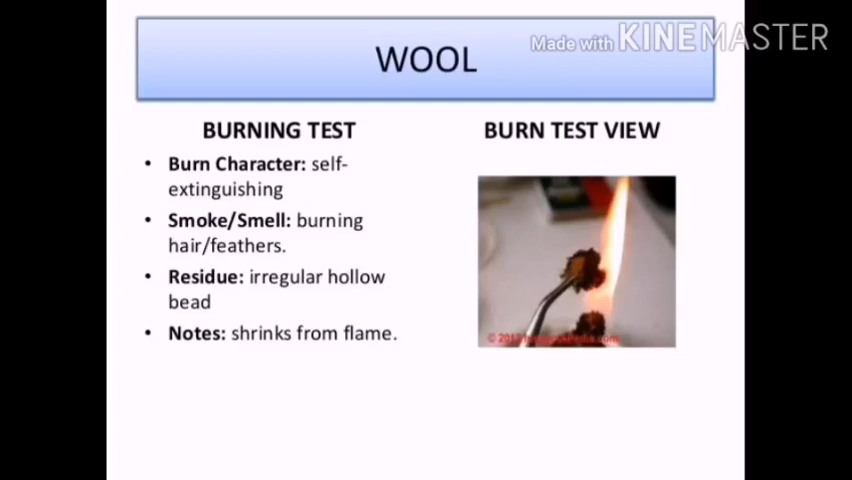 Made with KINEMASTER
WOOL
BURNING TEST
• Burn Character: self-
extinguishing
• Smoke/Smell: burning
hair/feathers.
• Residue: irregular hollow
bead
• Notes: shrinks from flame.
BURN TEST VIEW